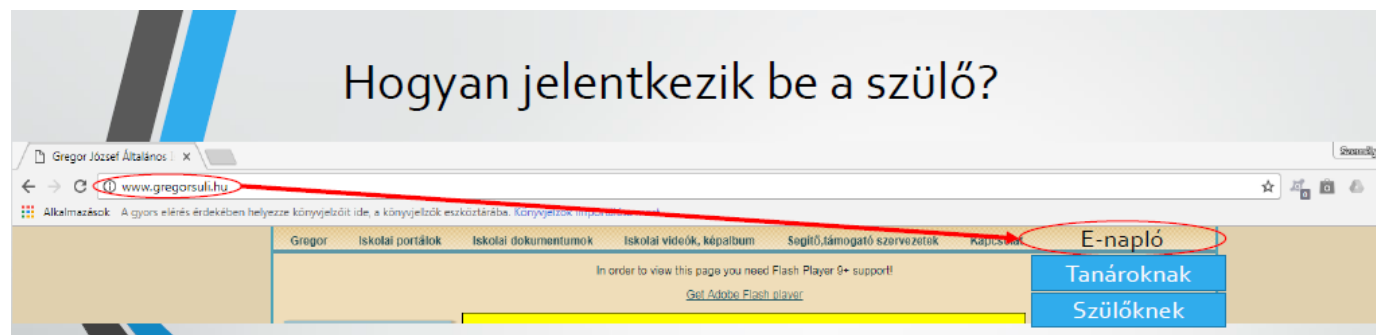 Hogyan jelentkezik be a szülő?
Gregor József Általános
www.gregorsuli.hu
Alkalmazások A gyors elérés érdekében helyezze könyvjelzőit ide, a könyvjelzők eszköztárába. Könyvjelzők
Gregor Iskolai portálok Iskolai dokumentumok Iskolai videók, képalbum Segítő,támogató szervezetek E-napló
In order to view this page you need Flash Player 9+ support!
Get Adobe Flash player
Tanároknak
Szülőknek